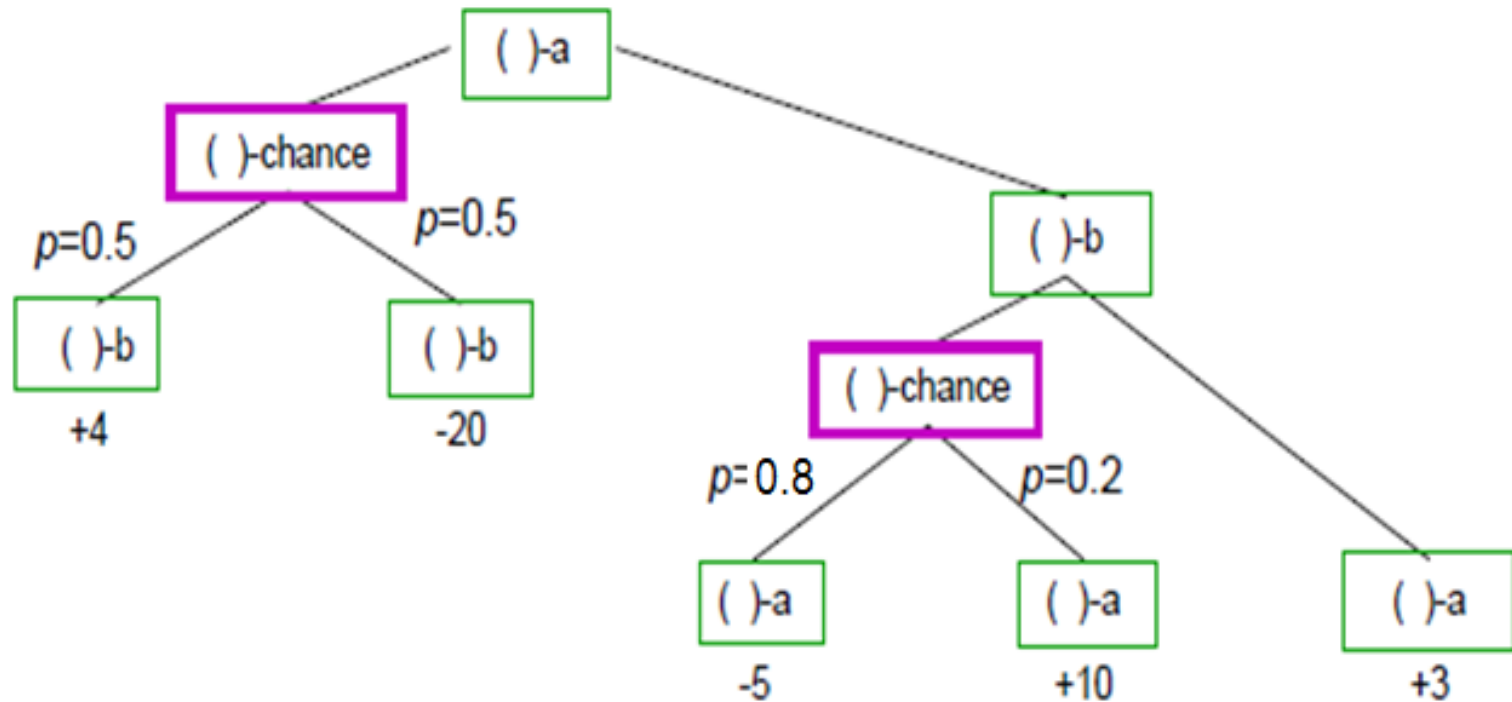 ( )-a
( )-chance
p=0.5
p=0.5
( )-b
( )-b
( )-b
+4
-20
( )-chance
p=0.8
p=0.2
( )-a
( )-a
( )-a
-5
+10
+3